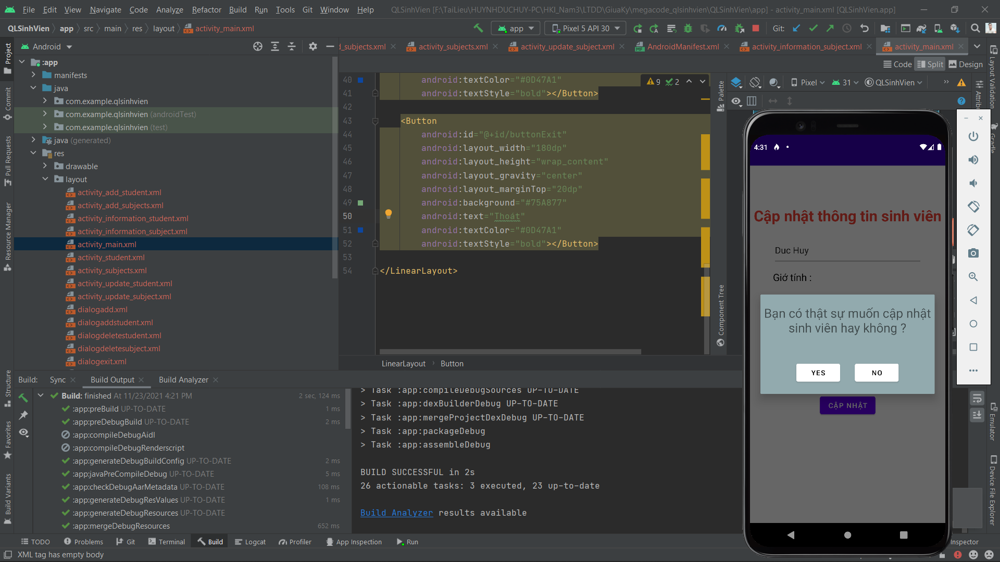 File Edit View Navigate Code Analyze Refactor Build Run Tools Git Window Help QLSinhVien [F:\TaiLieu\HUYNHDUCHUY-PC\HKI_Nam3\LTDD\GiuaKy\megacode_qlsinhvien\QLSinhVien\app] - activity_main.xml [QLSinhVien.app]
QLSinhVien app src main res layout activity_main.xml app Pixel 5 API 30 Git:
Android
d_subjects.xml activity_subjects.xml activity_update_subject.xml AndroidManifest.xml activity_information_subject.xml activity_main.xml
Code Split Design
Pixel 31 QLSinhVien
Project
Commit
Pull Requests
Resource Manager
Structure
Favorites
Build Variants
:app
manifests
java
com.example.qlsinhvien
com.example.qlsinhvien (androidTest)
com.example.qlsinhvien (test)
java (generated)
res
drawable
layout
activity_add_student.xml
activity_add_subjects.xml
activity_information_student.xml
activity_information_subject.xml
activity_main.xml
activity_student.xml
activity_subjects.xml
activity_update_student.xml
activity_update_subject.xml
dialogadd.xml
dialogaddstudent.xml
dialogdeletestudent.xml
dialogdeletesubject.xml
dialogexit.xml
9 2
40 android:textColor="#0D47A1"
41 android:textStyle="bold"></Button>
42
43 <Button
44 android:id="@+id/buttonExit"
45 android:layout_width="180dp"
46 android:layout_height="wrap_content"
47 android:layout_gravity="center"
48 android:layout_marginTop="20dp"
49 android:background="#75A877"
50 android:text="Thoát"
51 android:textColor="#0D47A1"
52 android:textStyle="bold"></Button>
53
54 </LinearLayout>
LinearLayout Button
Palette
Component Tree
Layout Validation
Gradle
Emulator
Device File Explorer
4:31
Cập nhật thông tin sinh viên
Duc Huy
Giớ tính :
Bạn có thật sự muốn cập nhật
sinh viên hay không ?
YES NO
CẬP NHẬT
Build: Sync Build Output Build Analyzer
Build: finished At 11/23/2021 4:21 PM 2 sec, 124 ms
:app:preBuild UP-TO-DATE 1 ms
:app:preDebugBuild UP-TO-DATE 2 ms
:app:compileDebugAidl
:app:compileDebugRenderscript
:app:generateDebugBuildConfig UP-TO-DATE 2 ms
:app:javaPreCompileDebug UP-TO-DATE 5 ms
:app:checkDebugAarMetadata UP-TO-DATE 108 ms
:app:generateDebugResValues UP-TO-DATE 1 ms
:app:generateDebugResources UP-TO-DATE
:app:mergeDebugResources 652 ms
> Task :app:compileDebugSources UP-TO-DATE
> Task :app:dexBuilderDebug UP-TO-DATE
> Task :app:mergeProjectDexDebug UP-TO-DATE
> Task :app:packageDebug
> Task :app:assembleDebug
BUILD SUCCESSFUL in 2s
26 actionable tasks: 3 executed, 23 up-to-date
Build Analyzer results available
TODO Problems Git Terminal Build Logcat Profiler App Inspection Run Inspector
XML tag has empty body